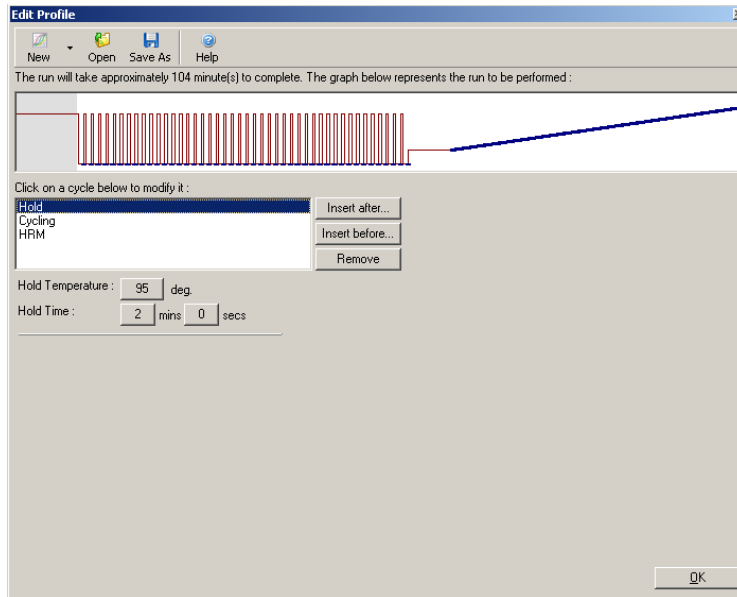 Edit Profile
New Open Save As Help
The run will take approximately 104 minute(s) to complete. The graph below represents the run to be performed :
Click on a cycle below to modify it :
Hold
Cycling
HRM
Insert after...
Insert before...
Remove
Hold Temperature : 95 deg.
Hold Time : 2 mins 0 secs
OK